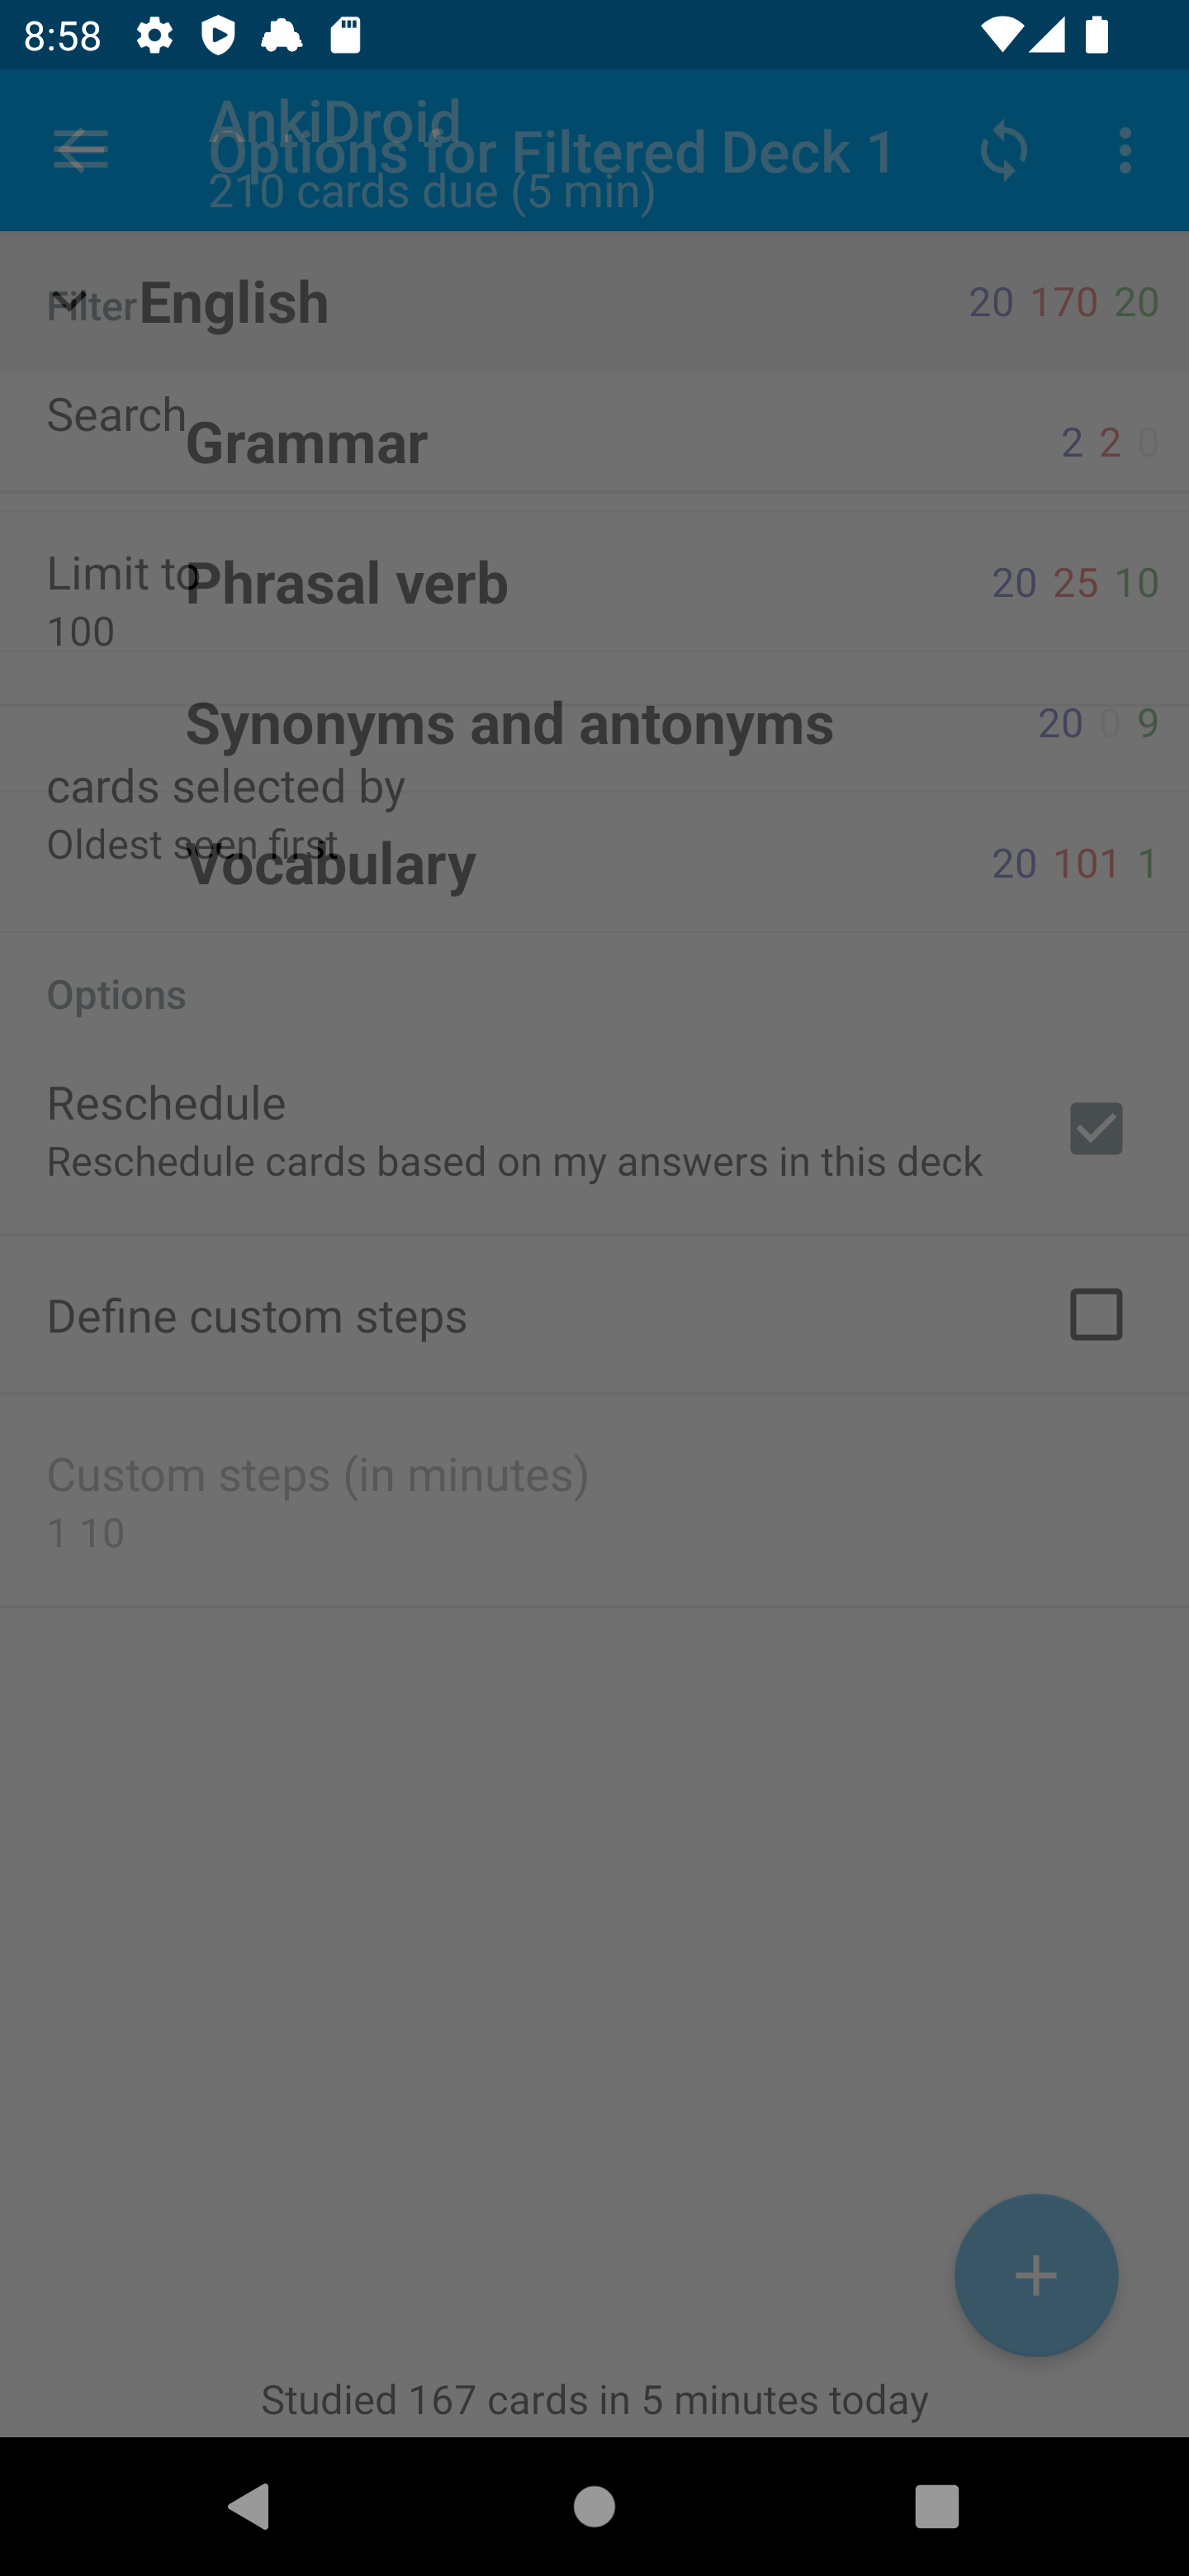 8:58
AnkiDroid
Options for Filtered Deck 1
210 cards due (5 min)
Filter
English 20 170 20
Search
Grammar 2 2 0
Limit to
Phrasal verb 20 25 10
100
Synonyms and antonyms 20 0 9
cards selected by
Oldest seen first
Vocabulary 20 101 1
Options
Reschedule
Reschedule cards based on my answers in this deck
Define custom steps
Custom steps (in minutes)
1 10
Studied 167 cards in 5 minutes today